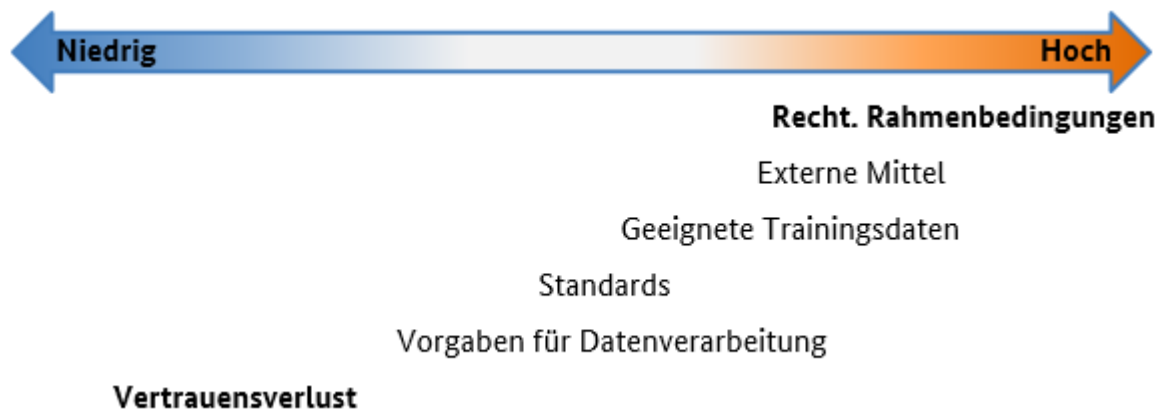 Niedrig Hoch
Recht. Rahmenbedingungen
Externe Mittel
Geeignete Trainingsdaten
Standards
Vorgaben für Datenverarbeitung
Vertrauensverlust